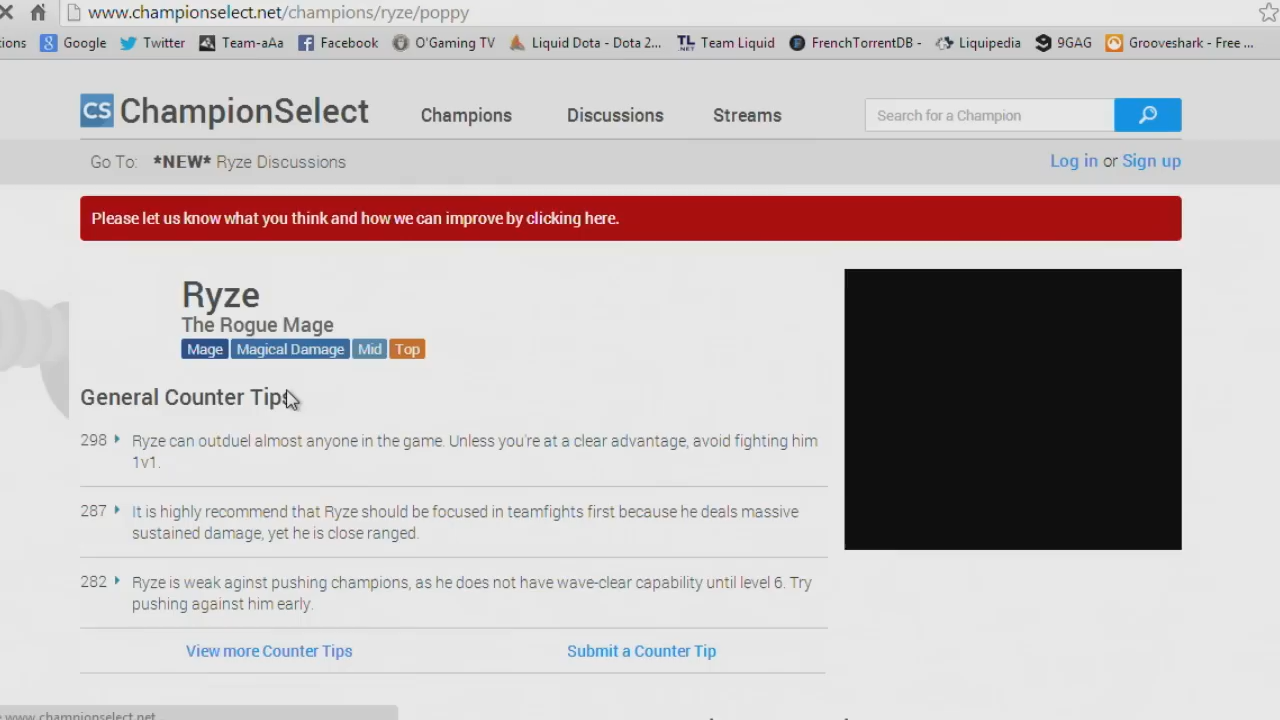 www.championselect.net/champions/ryze/poppy
ions Google Twitter Team-aAa Facebook O'Gaming TV Liquid Dota - Dota 2... Team Liquid FrenchTorrentDB - Liquipedia 9GAG Grooveshark - Free ...
CS ChampionSelect Champions Discussions Streams Search for a Champion
Go To: *NEW* Ryze Discussions Log in or Sign up
Please let us know what you think and how we can improve by clicking here.
Ryze
The Rogue Mage
Mage Magical Damage Mid Top
General Counter Tips
298 Ryze can outduel almost anyone in the game. Unless you're at a clear advantage, avoid fighting him
1v1.
287 It is highly recommend that Ryze should be focused in teamfights first because he deals massive
sustained damage, yet he is close ranged.
282 Ryze is weak aginst pushing champions, as he does not have wave-clear capability until level 6. Try
pushing against him early.
View more Counter Tips Submit a Counter Tip
www.championselect.net